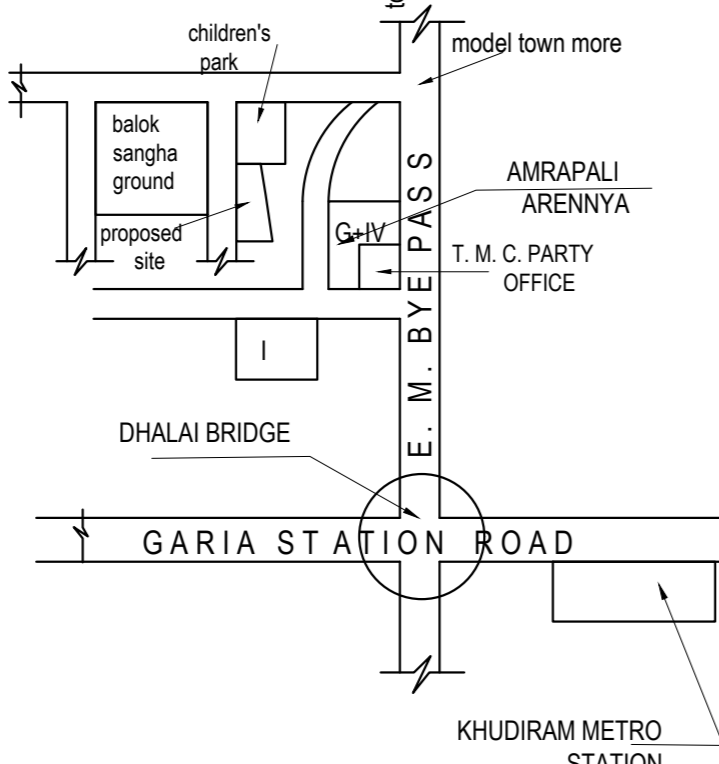 children's
park
model town more
balok
sangha
ground
AMRAPALI
ARENNYA
proposed
site
G+IV
T. M. C. PARTY
OFFICE
E. M. BYE PASS
I
DHALAI BRIDGE
GARIA STATION ROAD
KHUDIRAM METRO
STATION